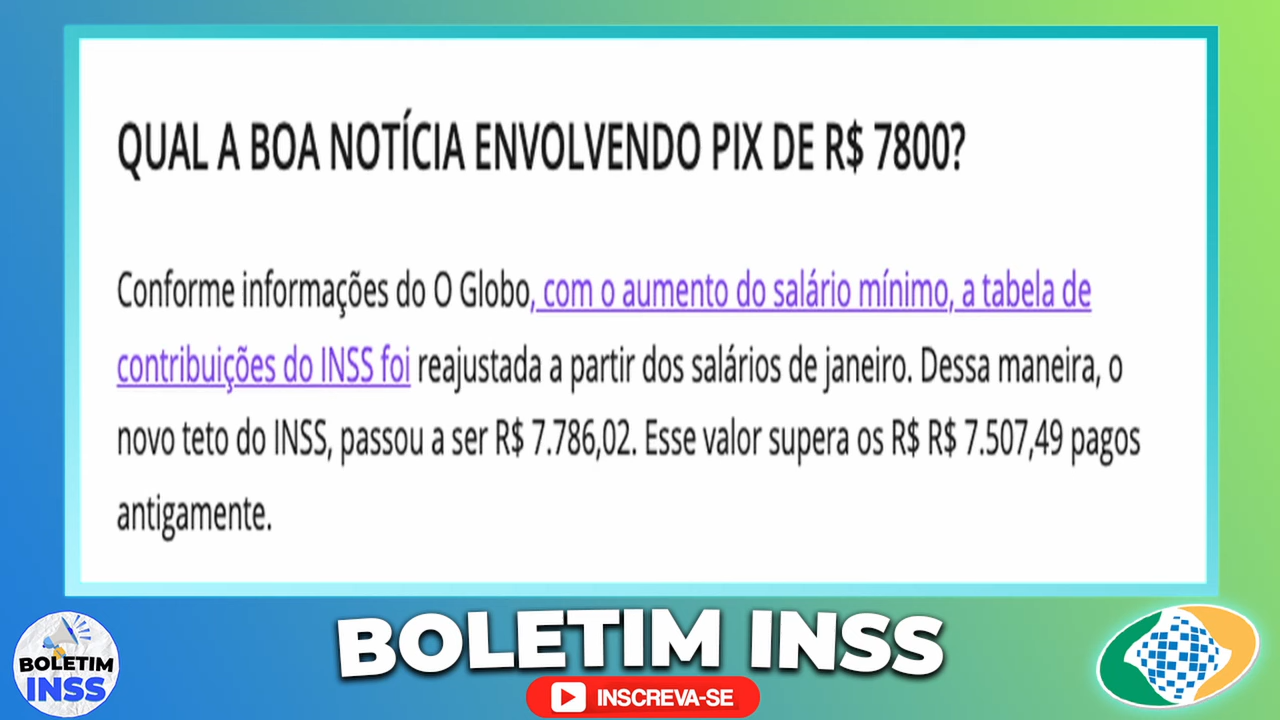 QUAL A BOA NOTÍCIA ENVOLVENDO PIX DE R$ 7800?
Conforme informações do O Globo, com o aumento do salário mínimo, a tabela de
contribuições do INSS foi reajustada a partir dos salários de janeiro. Dessa maneira, o
novo teto do INSS, passou a ser R$ 7.786,02. Esse valor supera os R$ R$ 7.507,49 pagos
antigamente.
BOLETIM INSS
INSCREVA-SE
BOLETIM
INSS